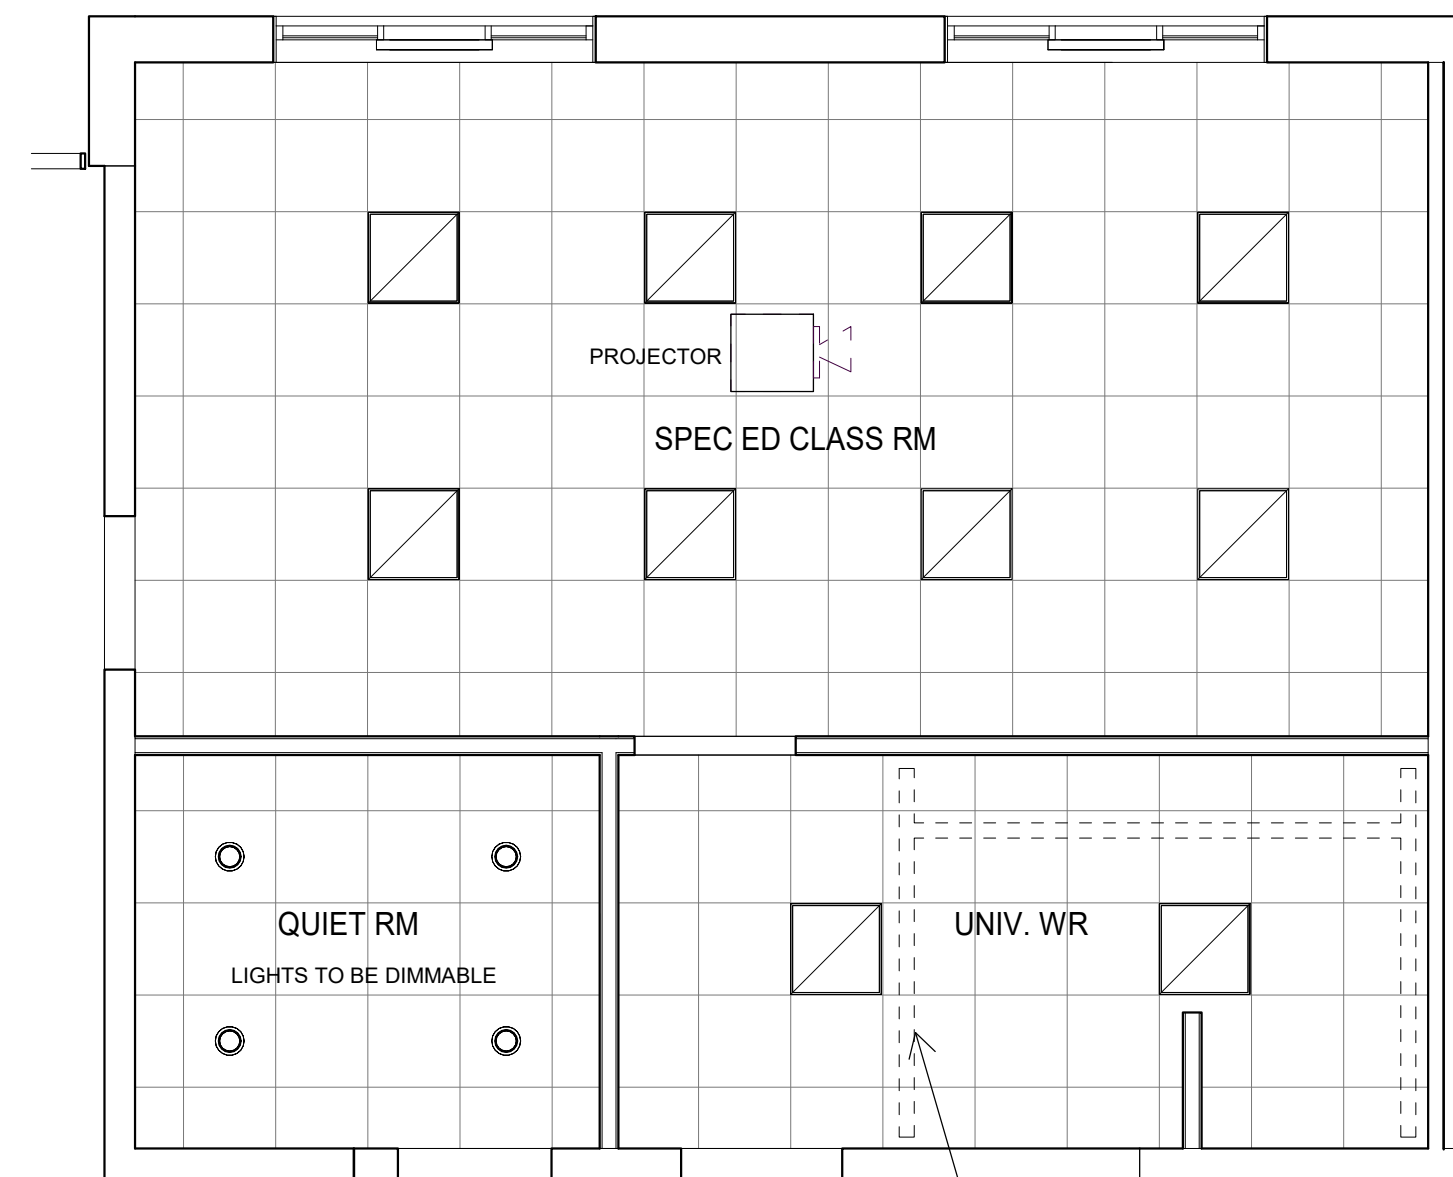 PROJECTOR
SPEC ED CLASS RM
QUIET RM
UNIV. WR
LIGHTS TO BE DIMMABLE